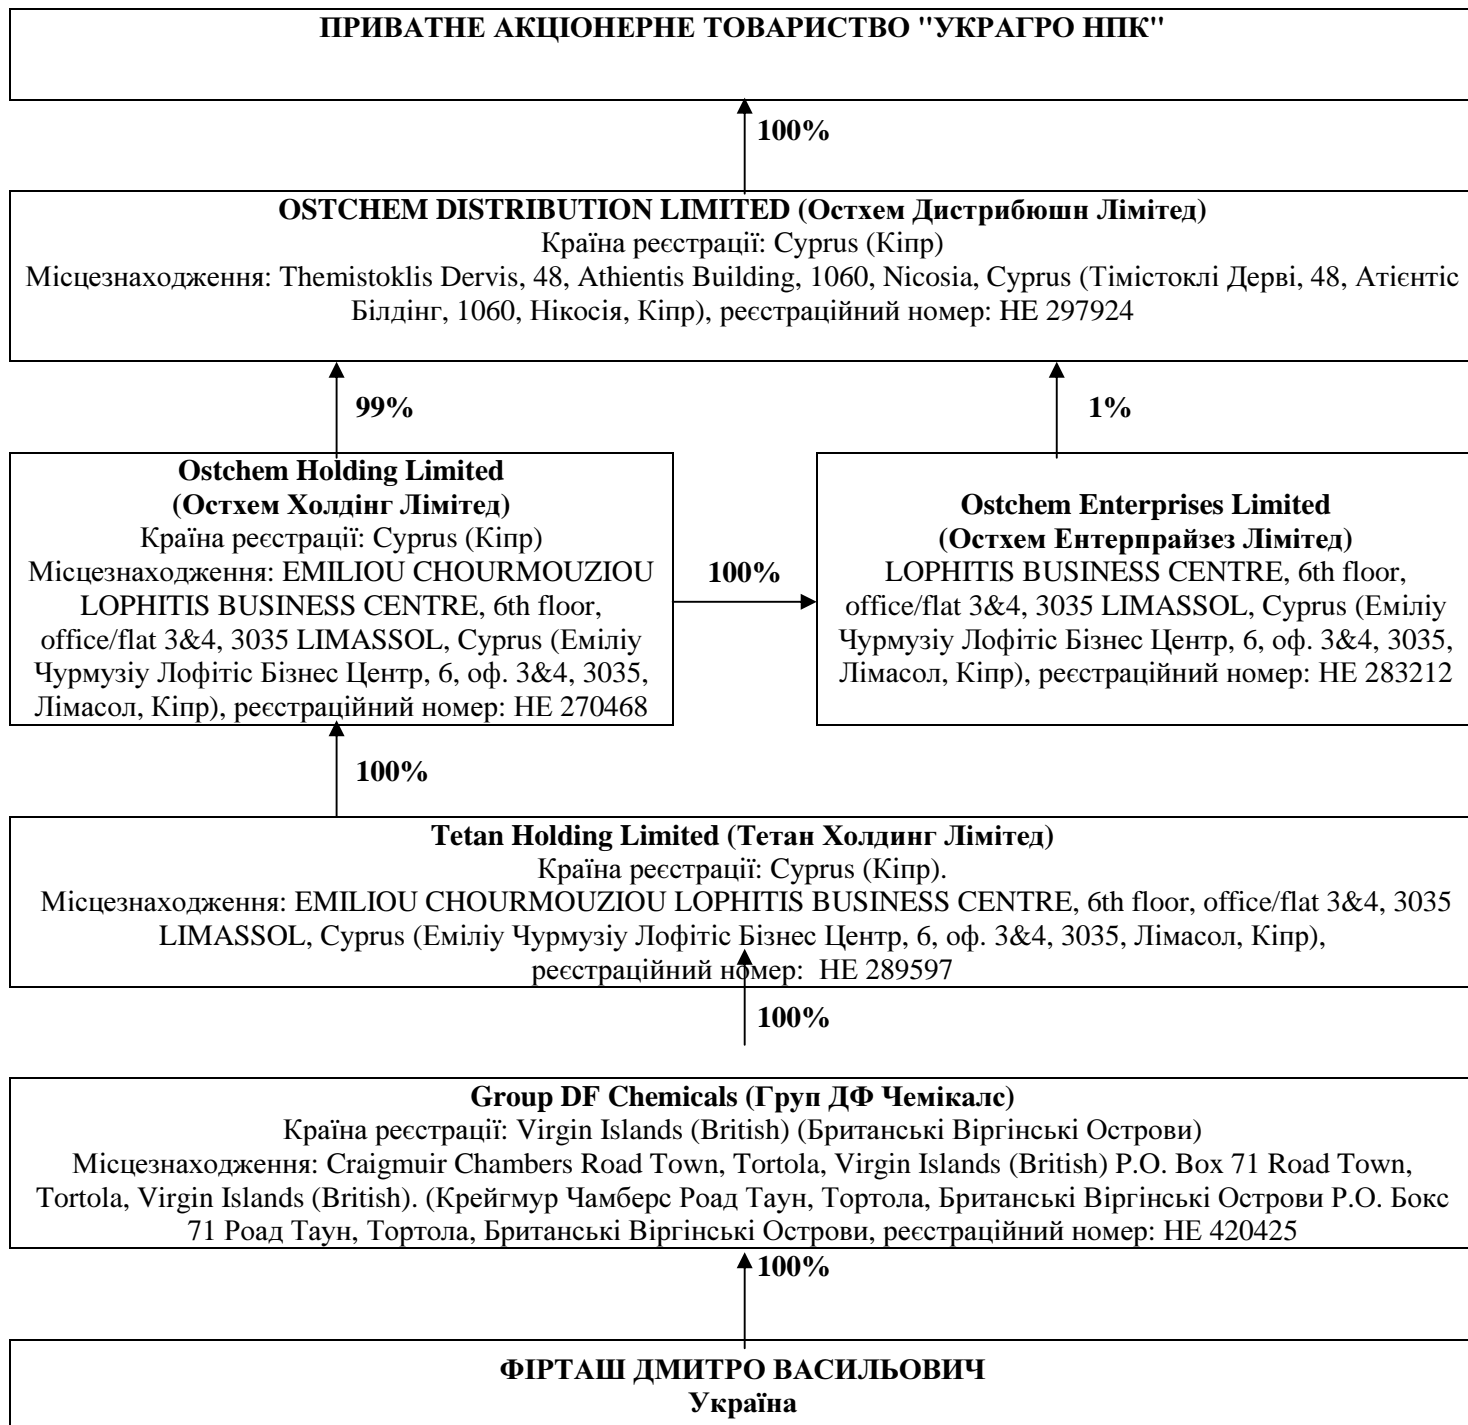 ПРИВАТНЕ АКЦІОНЕРНЕ ТОВАРИСТВО "УКРАГРО НПК"
100%
OSTCHEM DISTRIBUTION LIMITED (Остхем Дистрибюшн Лімітед)
Країна реєстрації: Cyprus (Кіпр)
Місцезнаходження: Themistoklis Dervis, 48, Athientis Building, 1060, Nicosia, Cyprus (Тімістоклі Дерві, 48, Атієнтіс
Білдінг, 1060, Нікосія, Кіпр), реєстраційний номер: HE 297924
99%
1%
Ostchem Holding Limited
(Остхем Холдінг Лімітед)
Країна реєстрації: Cyprus (Кіпр)
Місцезнаходження: EMILIOU CHOURMOUZIOU
LOPHITIS BUSINESS CENTRE, 6th floor,
office/flat 3&4, 3035 LIMASSOL, Cyprus (Еміліу
Чурмузіу Лофітіс Бізнес Центр, 6, оф. 3&4, 3035,
Лімасол, Кіпр), реєстраційний номер: HE 270468
100%
Ostchem Enterprises Limited
(Остхем Ентерпрайзез Лімітед)
LOPHITIS BUSINESS CENTRE, 6th floor,
office/flat 3&4, 3035 LIMASSOL, Cyprus (Еміліу
Чурмузіу Лофітіс Бізнес Центр, 6, оф. 3&4, 3035,
Лімасол, Кіпр), реєстраційний номер: HE 283212
100%
Tetan Holding Limited (Тетан Холдинг Лімітед)
Країна реєстрації: Cyprus (Кіпр).
Місцезнаходження: EMILIOU CHOURMOUZIOU LOPHITIS BUSINESS CENTRE, 6th floor, office/flat 3&4, 3035
LIMASSOL, Cyprus (Еміліу Чурмузіу Лофітіс Бізнес Центр, 6, оф. 3&4, 3035, Лімасол, Кіпр),
реєстраційний номер: HE 289597
100%
Group DF Chemicals (Груп ДФ Чемікалс)
Країна реєстрації: Virgin Islands (British) (Британські Віргінські Острови)
Місцезнаходження: Craigmuir Chambers Road Town, Tortola, Virgin Islands (British) P.O. Box 71 Road Town,
Tortola, Virgin Islands (British). (Крейгмур Чамберс Роад Таун, Тортола, Британські Віргінські Острови Р.О. Бокс
71 Роад Таун, Тортола, Британські Віргінські Острови, реєстраційний номер: HE 420425
100%
ФІРТАШ ДМИТРО ВАСИЛЬОВИЧ
Україна